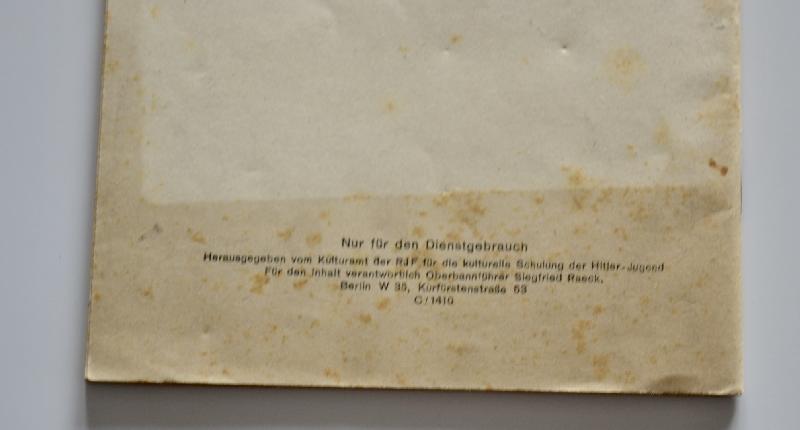 Nur für den Dienstgebrauch
Herausgegeben vom Kulturamt der RJF für die kulturelle Schulung der Hitler-Jugend
Für den Inhalt verantwortlich Oberbannführer Siegfried Raeck,
Berlin W 35, Kurfürstenstraße 53
C/1410